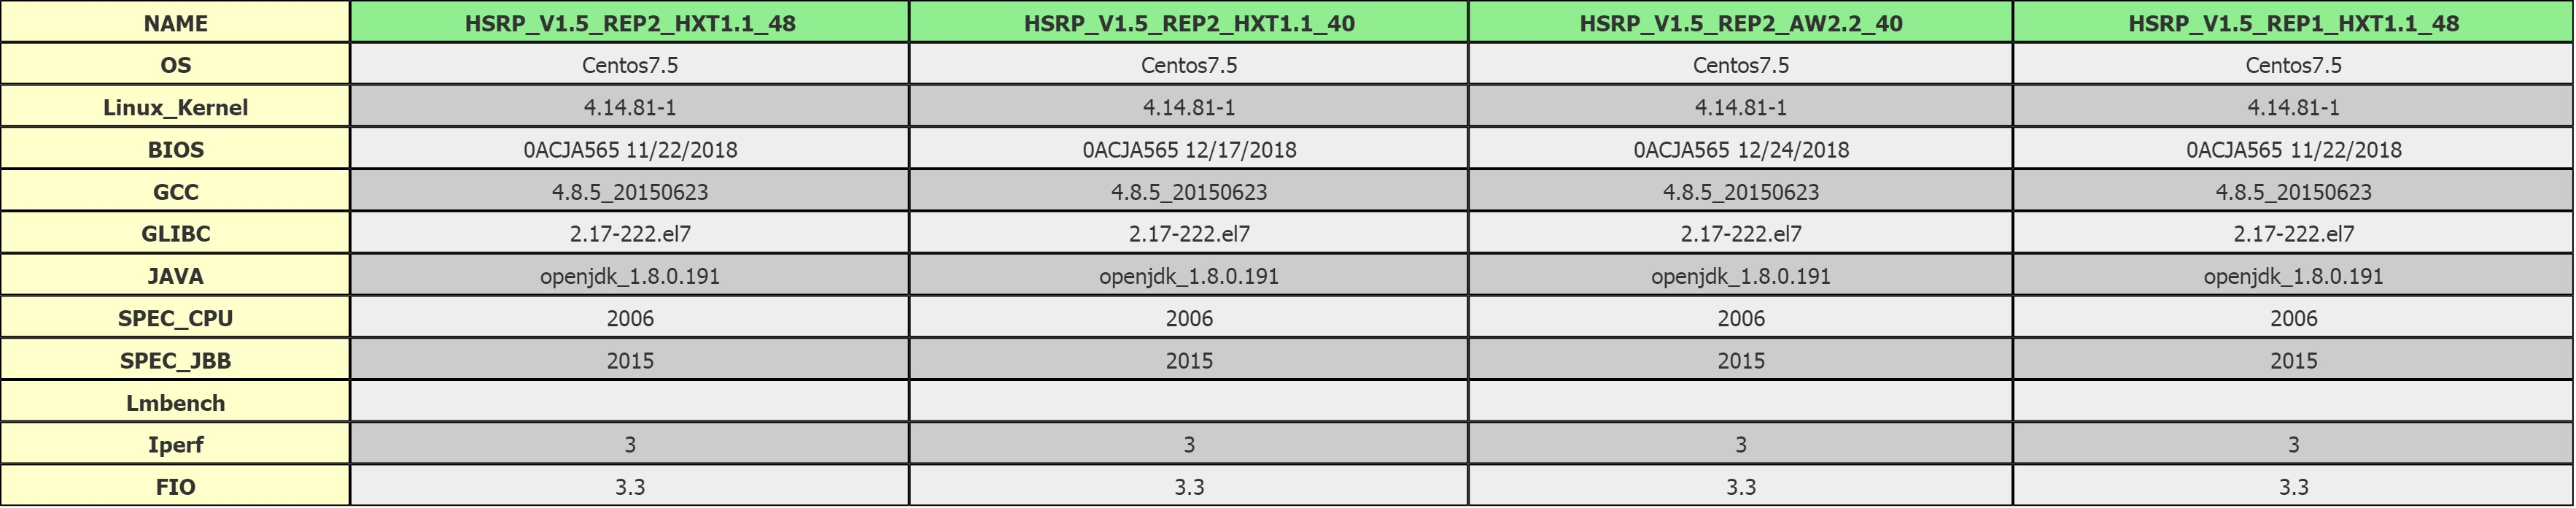 NAME HSRP_V1.5_REP2_HXT1.1_48 HSRP_V1.5_REP2_HXT1.1_40 HSRP_V1.5_REP2_AW2.2_40 HSRP_V1.5_REP1_HXT1.1_48
OS Centos7.5 Centos7.5 Centos7.5 Centos7.5
Linux_Kernel 4.14.81-1 4.14.81-1 4.14.81-1 4.14.81-1
BIOS 0ACJA565 11/22/2018 0ACJA565 12/17/2018 0ACJA565 12/24/2018 0ACJA565 11/22/2018
GCC 4.8.5_20150623 4.8.5_20150623 4.8.5_20150623 4.8.5_20150623
GLIBC 2.17-222.el7 2.17-222.el7 2.17-222.el7 2.17-222.el7
JAVA openjdk_1.8.0.191 openjdk_1.8.0.191 openjdk_1.8.0.191 openjdk_1.8.0.191
SPEC_CPU 2006 2006 2006 2006
SPEC_JBB 2015 2015 2015 2015
Lmbench
Iperf 3 3 3 3
FIO 3.3 3.3 3.3 3.3